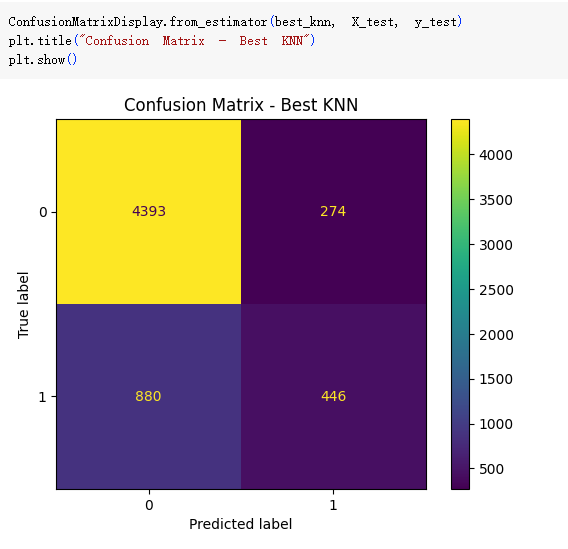 ConfusionMatrixDisplay.from_estimator(best_knn, X_test, y_test)
plt.title("Confusion Matrix - Best KNN")
plt.show()
Confusion Matrix - Best KNN
4000
0 4393 274
3500
3000
True label
2500
2000
1500
1 880 446
1000
500
0 1
Predicted label